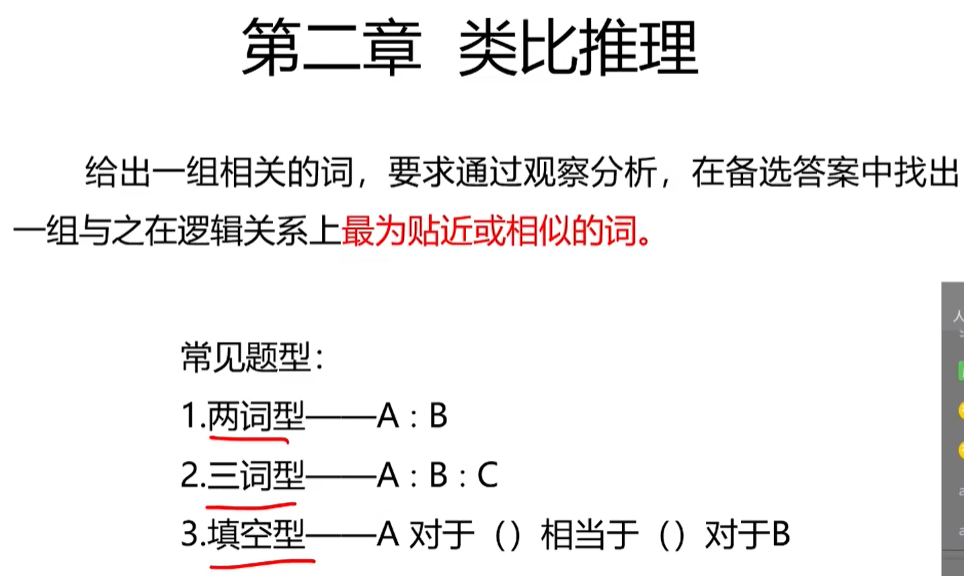 第二章 类比推理
给出一组相关的词，要求通过观察分析，在备选答案中找出
一组与之在逻辑关系上最为贴近或相似的词。
常见题型：
1.两词型——A : B
2.三词型——A : B : C
3.填空型——A 对于（）相当于（）对于B